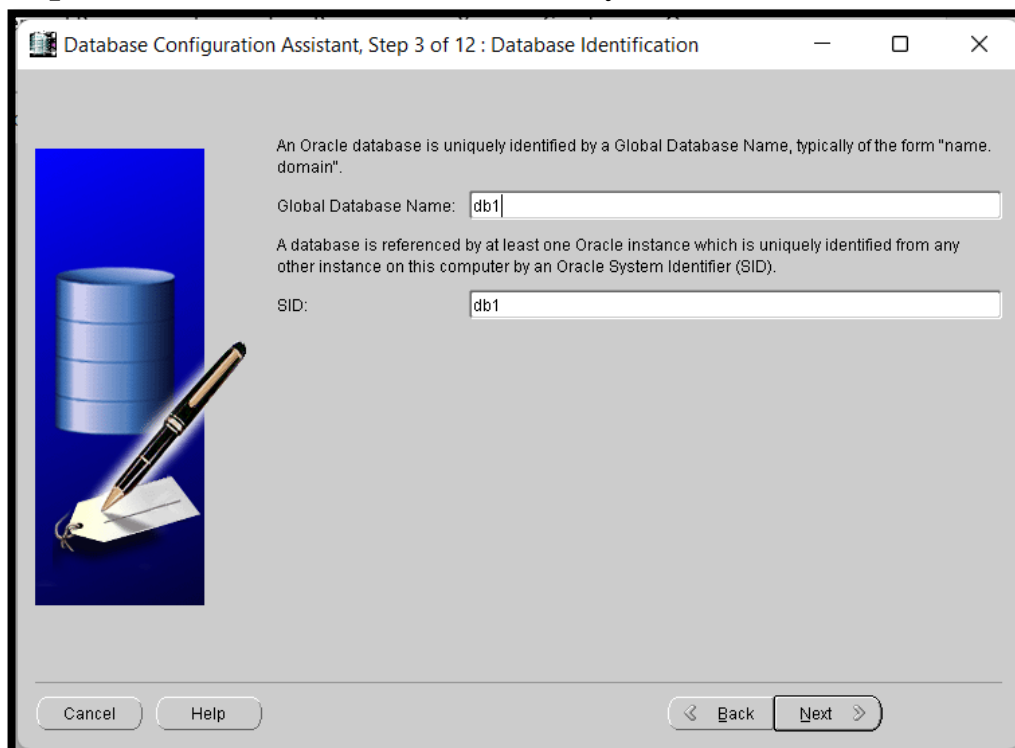 Database Configuration Assistant, Step 3 of 12 : Database Identification
An Oracle database is uniquely identified by a Global Database Name, typically of the form "name.
domain".
Global Database Name: db1
A database is referenced by at least one Oracle instance which is uniquely identified from any
other instance on this computer by an Oracle System Identifier (SID).
SID: db1
Cancel Help Back Next